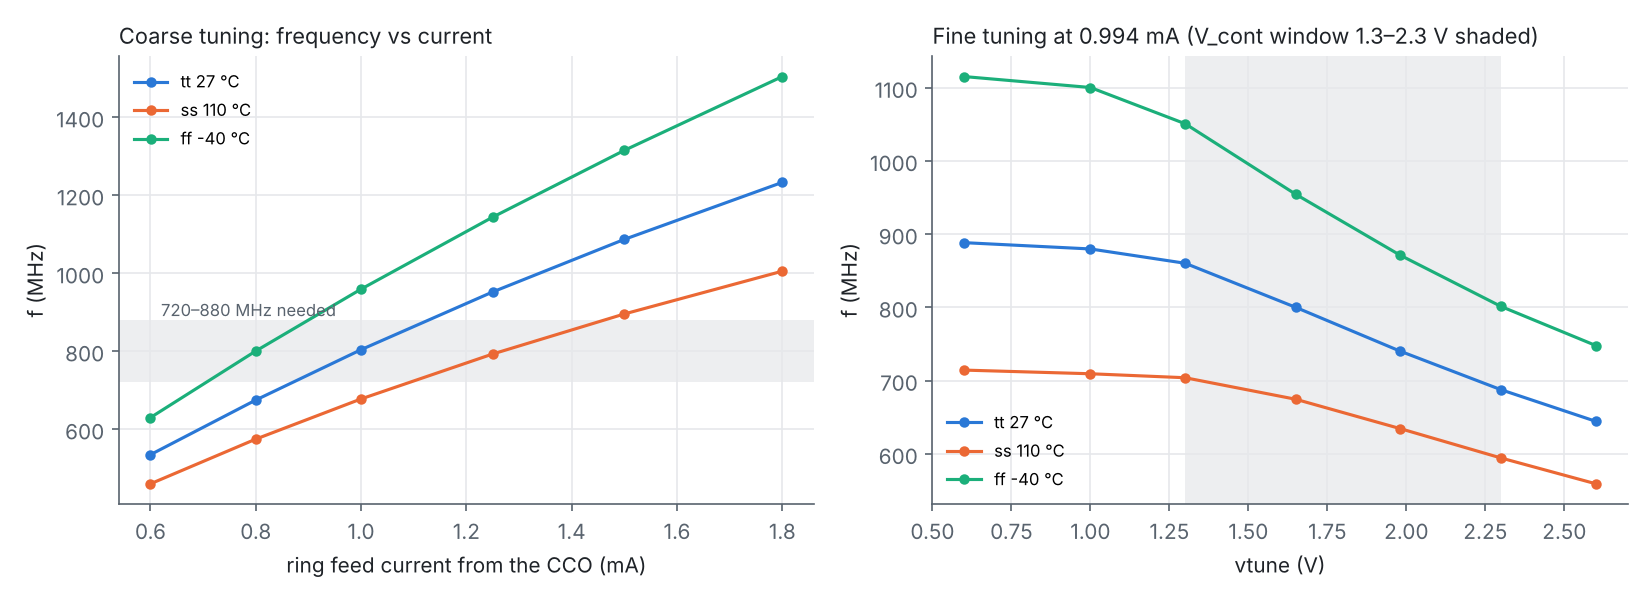 Coarse tuning: frequency vs current
tt 27 °C
ss 110 °C
ff -40 °C
720–880 MHz needed
f (MHz)
1400
1200
1000
800
600
0.6 0.8 1.0 1.2 1.4 1.6 1.8
ring feed current from the CCO (mA)
Fine tuning at 0.994 mA (V_cont window 1.3–2.3 V shaded)
f (MHz)
1100
1000
900
800
700
600
tt 27 °C
ss 110 °C
ff -40 °C
0.50 0.75 1.00 1.25 1.50 1.75 2.00 2.25 2.50
vtune (V)